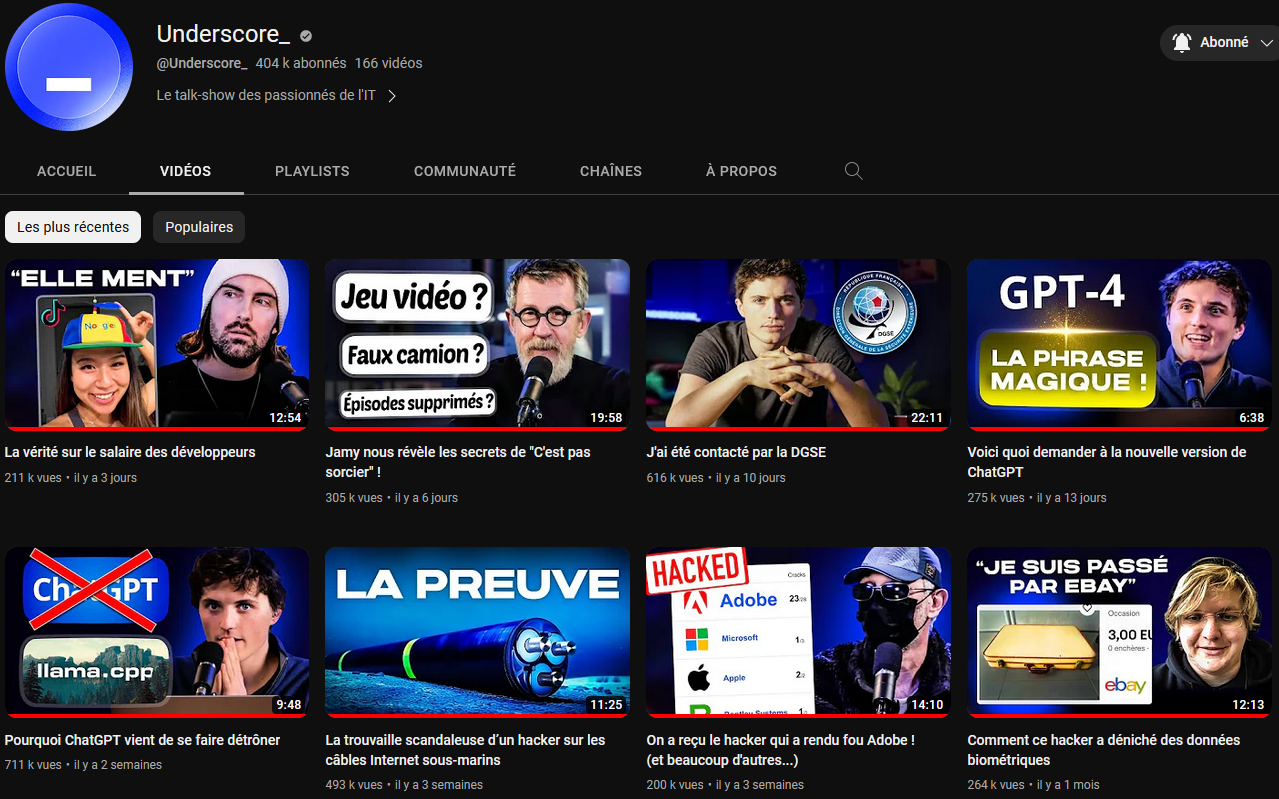 Underscore_
@Underscore_ 404 k abonnés 166 vidéos
Le talk-show des passionnés de l'IT
Abonné
ACCUEIL VIDÉOS PLAYLISTS COMMUNAUTÉ CHAÎNES À PROPOS
Les plus récentes Populaires
“ELLE MENT”
Noogle
12:54
Jeu vidéo ?
Faux camion ?
Épisodes supprimés ?
19:58
RÉPUBLIQUE FRANÇAISE
DIRECTION GÉNÉRALE DE LA SÉCURITÉ EXTÉRIEURE
DGSE
22:11
GPT-4
LA PHRASE
MAGIQUE !
6:38
La vérité sur le salaire des développeurs
211 k vues • il y a 3 jours
Jamy nous révèle les secrets de "C'est pas
sorcier" !
305 k vues • il y a 6 jours
J'ai été contacté par la DGSE
616 k vues • il y a 10 jours
Voici quoi demander à la nouvelle version de
ChatGPT
275 k vues • il y a 13 jours
ChatGPT
llama.cpp
9:48
LA PREUVE
11:25
HACKED
Cracks
Adobe 23/28
Microsoft 1/3
Apple 2/2
Bentley Systems 1/1
14:10
“JE SUIS PASSÉ
PAR EBAY”
Occasion
3,00 EU
0 enchères -
ebay
12:13
Pourquoi ChatGPT vient de se faire détrôner
711 k vues • il y a 2 semaines
La trouvaille scandaleuse d’un hacker sur les
câbles Internet sous-marins
493 k vues • il y a 3 semaines
On a reçu le hacker qui a rendu fou Adobe !
(et beaucoup d'autres...)
200 k vues • il y a 3 semaines
Comment ce hacker a déniché des données
biométriques
264 k vues • il y a 1 mois